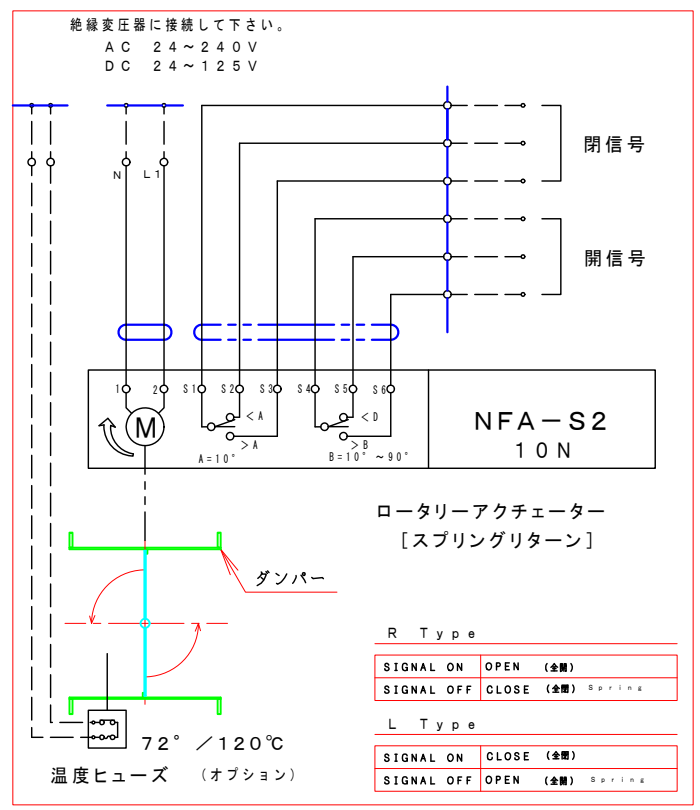 絶縁変圧器に接続して下さい。
AC 24～240V
DC 24～125V
閉信号
N L1
開信号
1 2 S1 S2 S3 S4 S5 S6
M
<A
>A
A=10°
<D
>B
B=10° ～90°
NFA－S2
10N
ロータリーアクチェーター
[スプリングリターン]
ダンパー
R Type
SIGNAL ON OPEN (全開)
SIGNAL OFF CLOSE (全閉) Spring
L Type
SIGNAL ON CLOSE (全閉)
SIGNAL OFF OPEN (全開) Spring
72° ／120℃
温度ヒューズ (オプション)